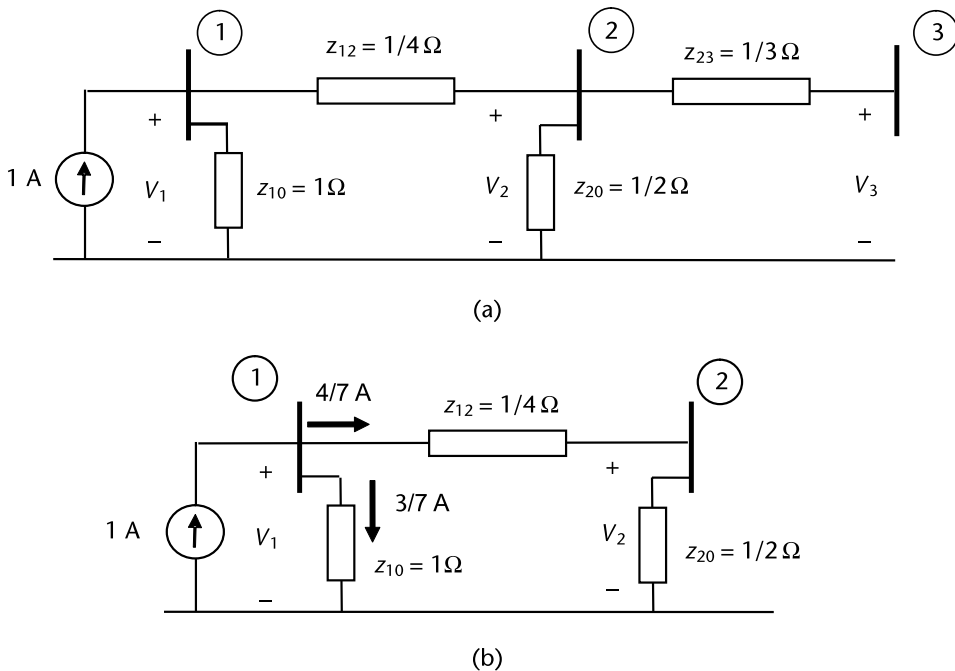 1 2 3
z12 = 1/4 Ω z23 = 1/3 Ω
+ + +
1 A V1 z10 = 1Ω V2 z20 = 1/2 Ω V3
– – –
(a)
1 4/7 A 2
z12 = 1/4 Ω
+ +
3/7 A
1 A V1 V2
z10 = 1Ω z20 = 1/2 Ω
– –
(b)